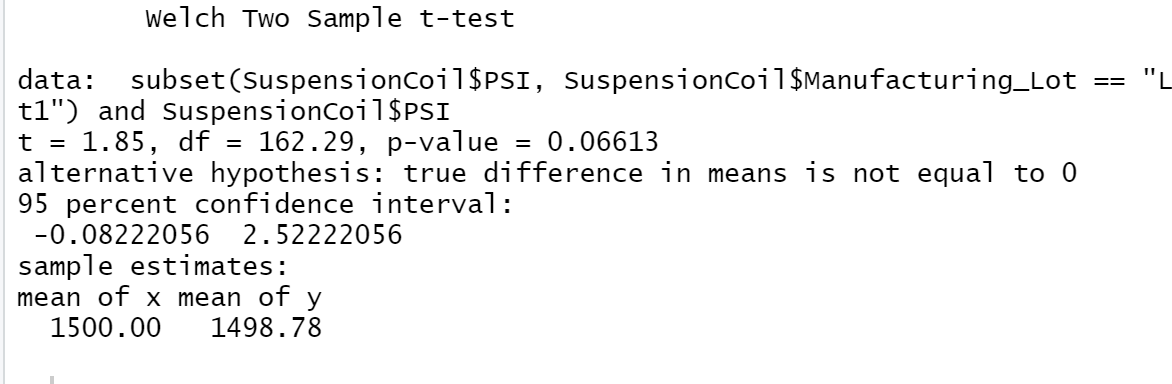 Welch Two Sample t-test
data:  subset(SuspensionCoil$PSI, SuspensionCoil$Manufacturing_Lot == "L
t1") and SuspensionCoil$PSI
t = 1.85, df = 162.29, p-value = 0.06613
alternative hypothesis: true difference in means is not equal to 0
95 percent confidence interval:
 -0.08222056  2.52222056
sample estimates:
mean of x mean of y
  1500.00   1498.78